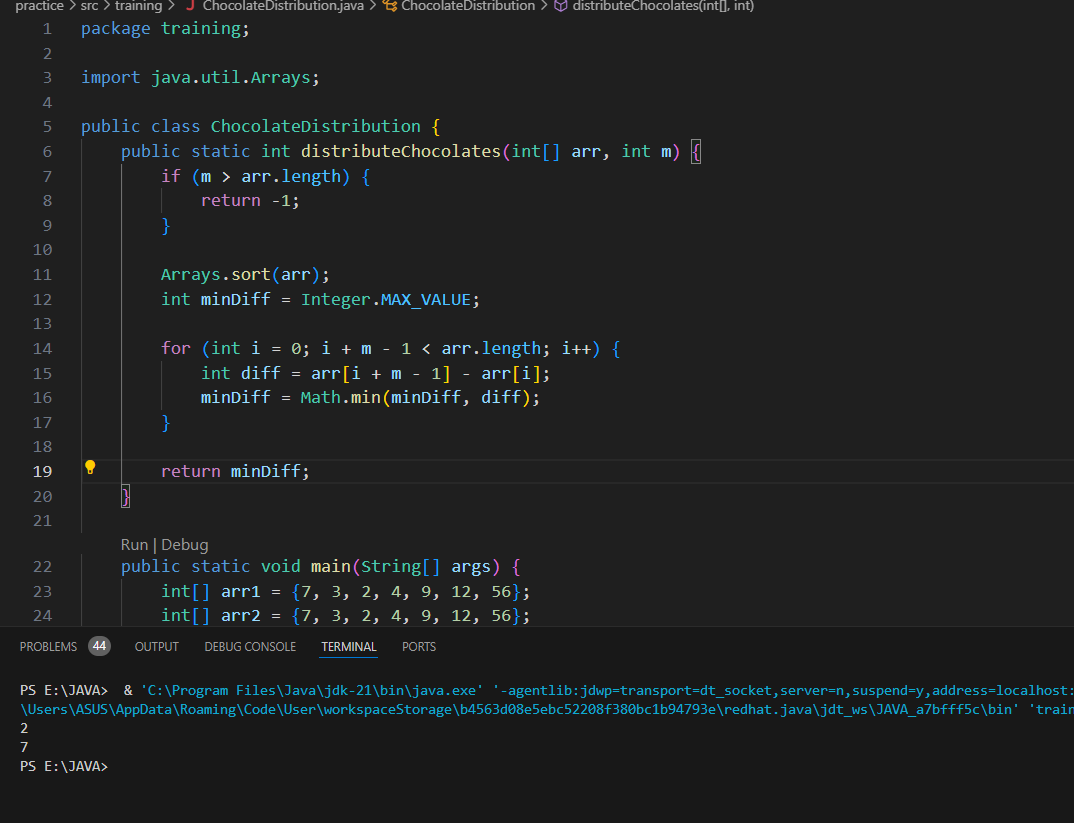 practice > src > training > J ChocolateDistribution.java > ChocolateDistribution > distributeChocolates(int[], int)
1 package training;
2
3 import java.util.Arrays;
4
5 public class ChocolateDistribution {
6 public static int distributeChocolates(int[] arr, int m) {
7 if (m > arr.length) {
8 return -1;
9 }
10
11 Arrays.sort(arr);
12 int minDiff = Integer.MAX_VALUE;
13
14 for (int i = 0; i + m - 1 < arr.length; i++) {
15 int diff = arr[i + m - 1] - arr[i];
16 minDiff = Math.min(minDiff, diff);
17 }
18
19 return minDiff;
20 }
21
Run | Debug
22 public static void main(String[] args) {
23 int[] arr1 = {7, 3, 2, 4, 9, 12, 56};
24 int[] arr2 = {7, 3, 2, 4, 9, 12, 56};
PROBLEMS 44 OUTPUT DEBUG CONSOLE TERMINAL PORTS
PS E:\JAVA> & 'C:\Program Files\Java\jdk-21\bin\java.exe' '-agentlib:jdwp=transport=dt_socket,server=n,suspend=y,address=localhost:
\Users\ASUS\AppData\Roaming\Code\User\workspaceStorage\b4563d08e5ebc52208f380bc1b94793e\redhat.java\jdt_ws\JAVA_a7bfff5c\bin' 'train
2
7
PS E:\JAVA>